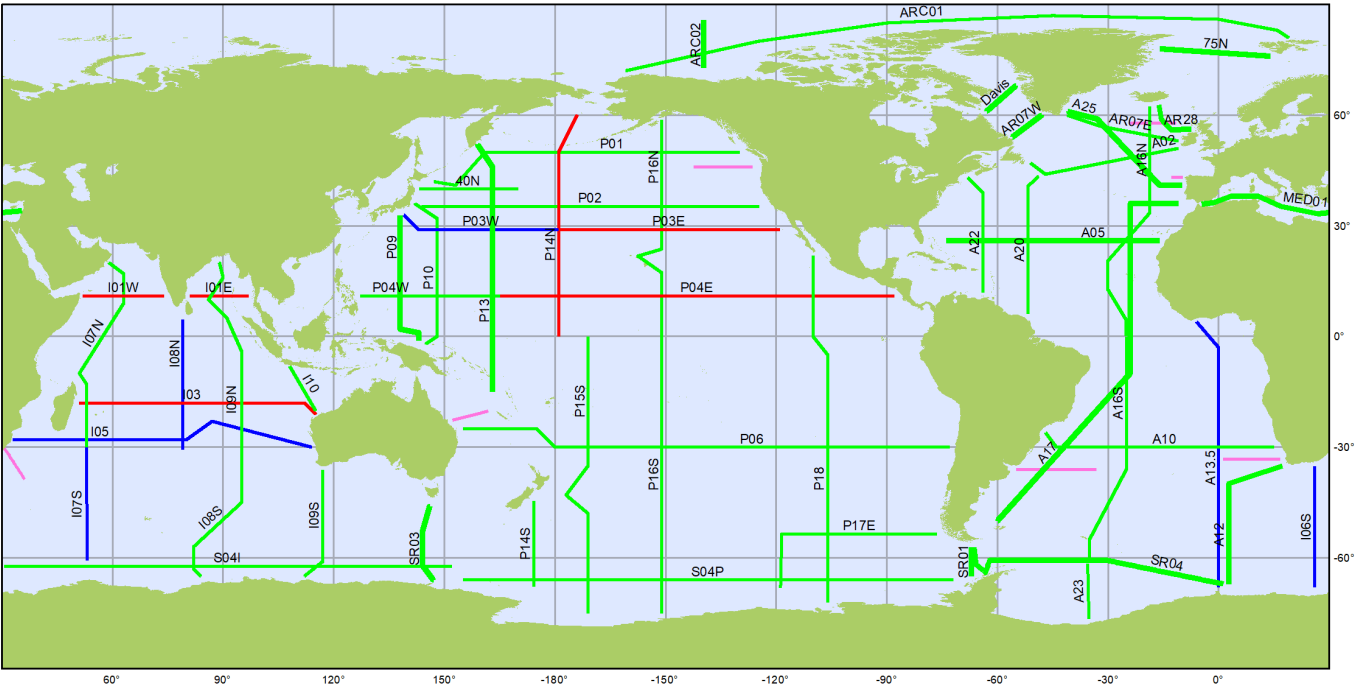 ARC01
ARC02
75N
Davis
AR07W
A25
AR07E
AR28
A02
A16N
60°
P01
P16N
40N
P02
MED01
P03W
P03E
P09
P10
P14N
A22
A20
A05
30°
I01W
I01E
P04W
P13
P04E
I07N
I08N
0°
I03
I09N
I10
P15S
A16S
I05
P06
A17
A10
-30°
I07S
I08S
I09S
P16S
P18
A13.5
SR03
P14S
P17E
A12
I06S
S04I
S04P
SR01
SR04
-60°
A23
60°
90°
120°
150°
-180°
-150°
-120°
-90°
-60°
-30°
0°